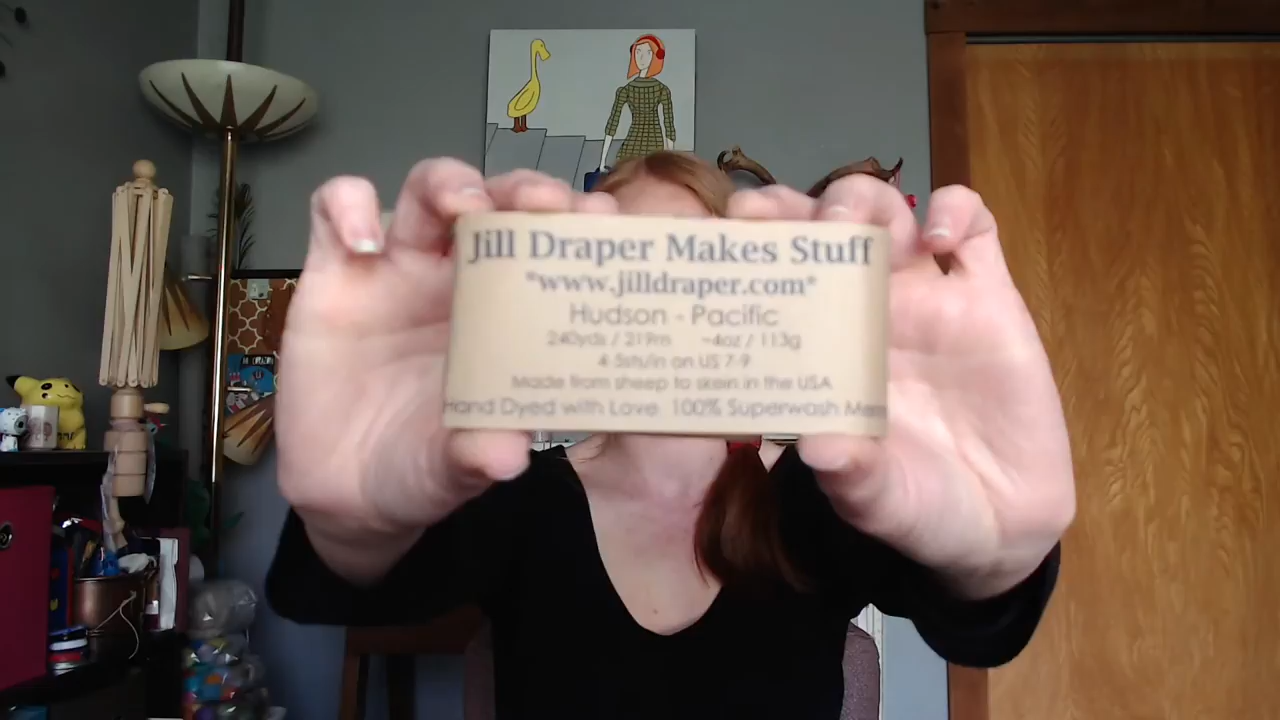 Jill Draper Makes Stuff
*www.jilldraper.com*
Hudson - Pacific
240yds / 219m ~4oz / 113g
4-5sts/in on US 7-9
Made from sheep to skein in the USA
Hand Dyed with Love 100% Superwash